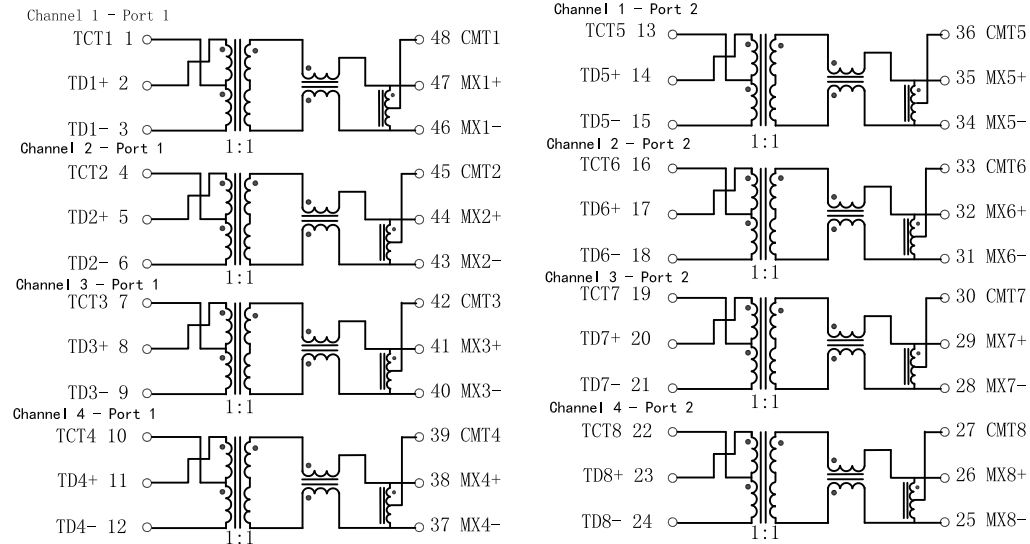 Channel 1 - Port 1
TCT1 1
48 CMT1
TD1+ 2
47 MX1+
TD1- 3
46 MX1-
1:1
Channel 2 - Port 1
TCT2 4
45 CMT2
TD2+ 5
44 MX2+
TD2- 6
43 MX2-
1:1
Channel 3 - Port 1
TCT3 7
42 CMT3
TD3+ 8
41 MX3+
TD3- 9
40 MX3-
1:1
Channel 4 - Port 1
TCT4 10
39 CMT4
TD4+ 11
38 MX4+
TD4- 12
37 MX4-
1:1
Channel 1 - Port 2
TCT5 13
36 CMT5
TD5+ 14
35 MX5+
TD5- 15
34 MX5-
1:1
Channel 2 - Port 2
TCT6 16
33 CMT6
TD6+ 17
32 MX6+
TD6- 18
31 MX6-
1:1
Channel 3 - Port 2
TCT7 19
30 CMT7
TD7+ 20
29 MX7+
TD7- 21
28 MX7-
1:1
Channel 4 - Port 2
TCT8 22
27 CMT8
TD8+ 23
26 MX8+
TD8- 24
25 MX8-
1:1